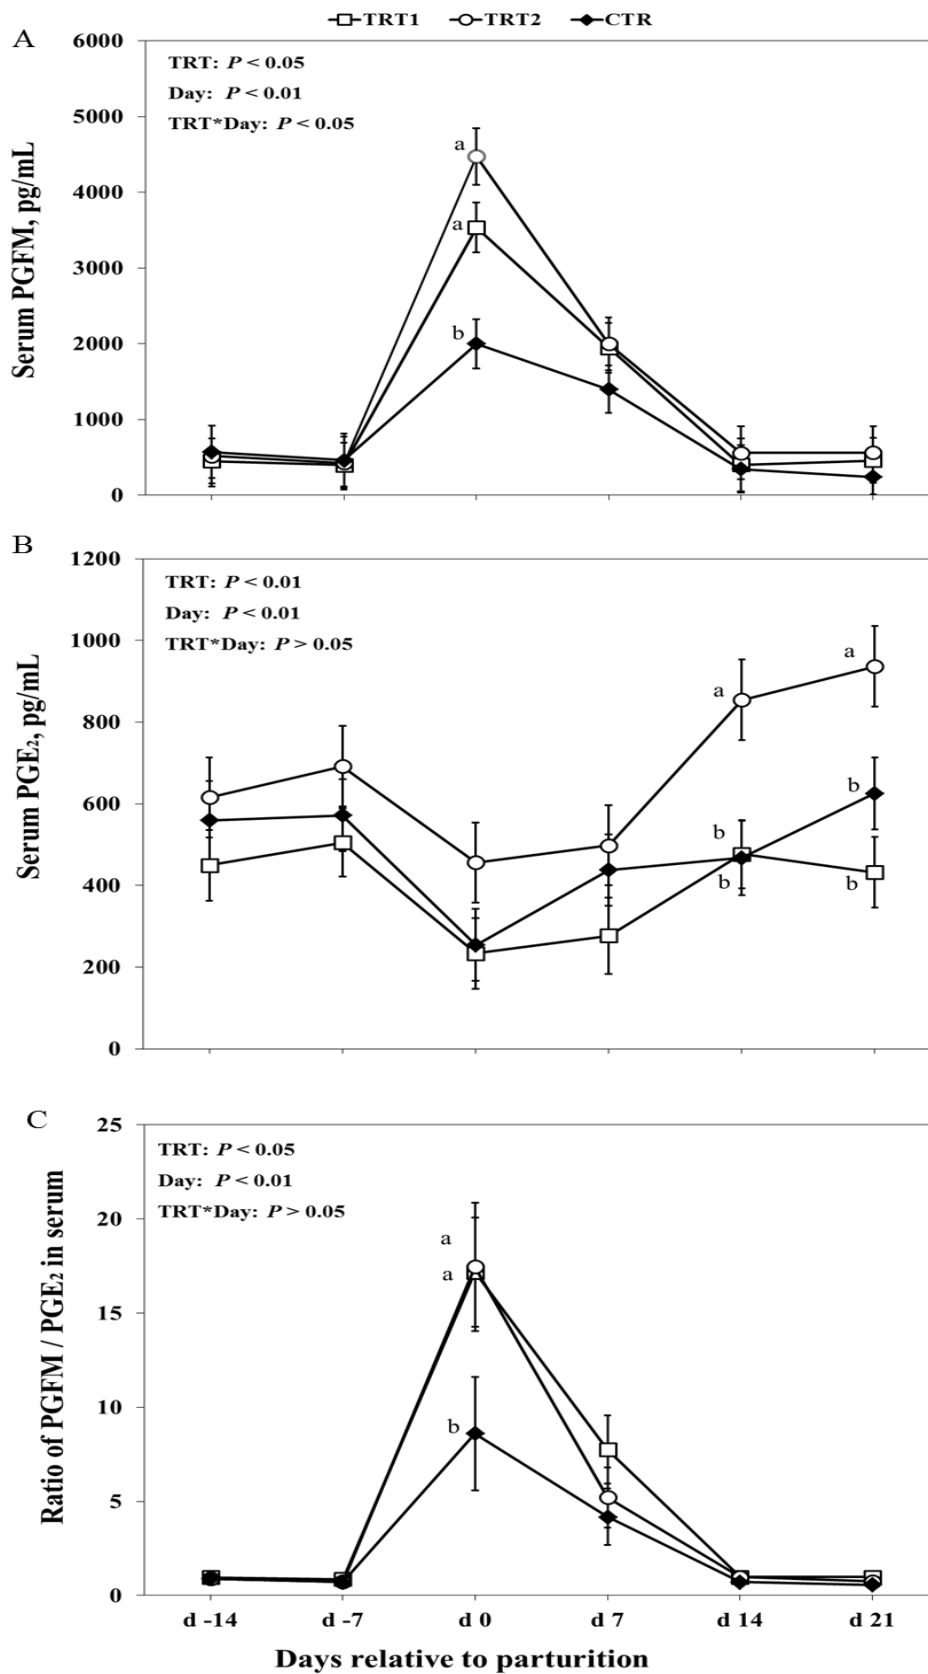 TRT1 TRT2 CTR
A
6000
5000
4000
3000
2000
1000
0
Serum PGFM, pg/mL
TRT: P < 0.05
Day: P < 0.01
TRT*Day: P < 0.05
a
a
b
B
1200
1000
800
600
400
200
0
Serum PGE₂, pg/mL
TRT: P < 0.01
Day: P < 0.01
TRT*Day: P > 0.05
a
a
b
b
b
b
C
25
20
15
10
5
0
Ratio of PGFM / PGE₂ in serum
TRT: P < 0.05
Day: P < 0.01
TRT*Day: P > 0.05
a
a
b
d -14 d -7 d 0 d 7 d 14 d 21
Days relative to parturition